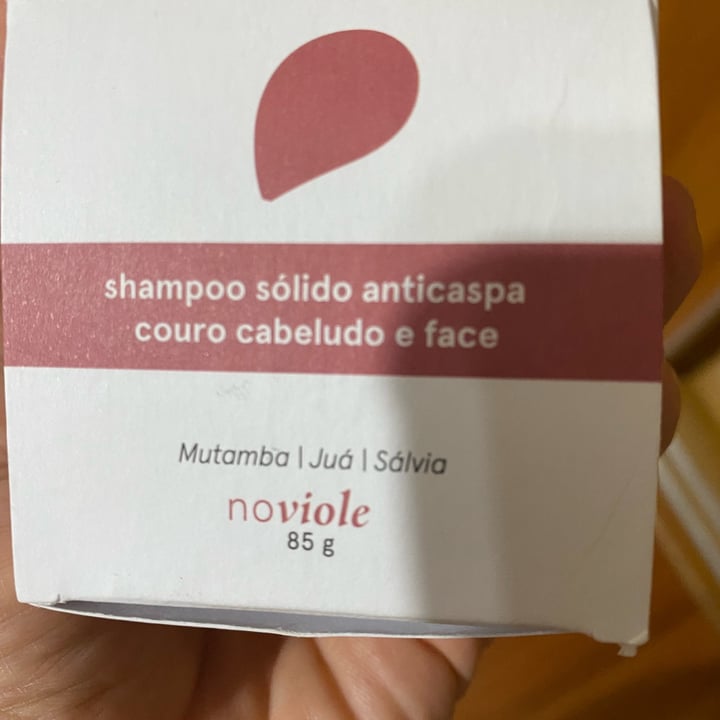 shampoo sólido anticaspa
couro cabeludo e face
Mutamba | Juá | Sálvia
noviole
85 g